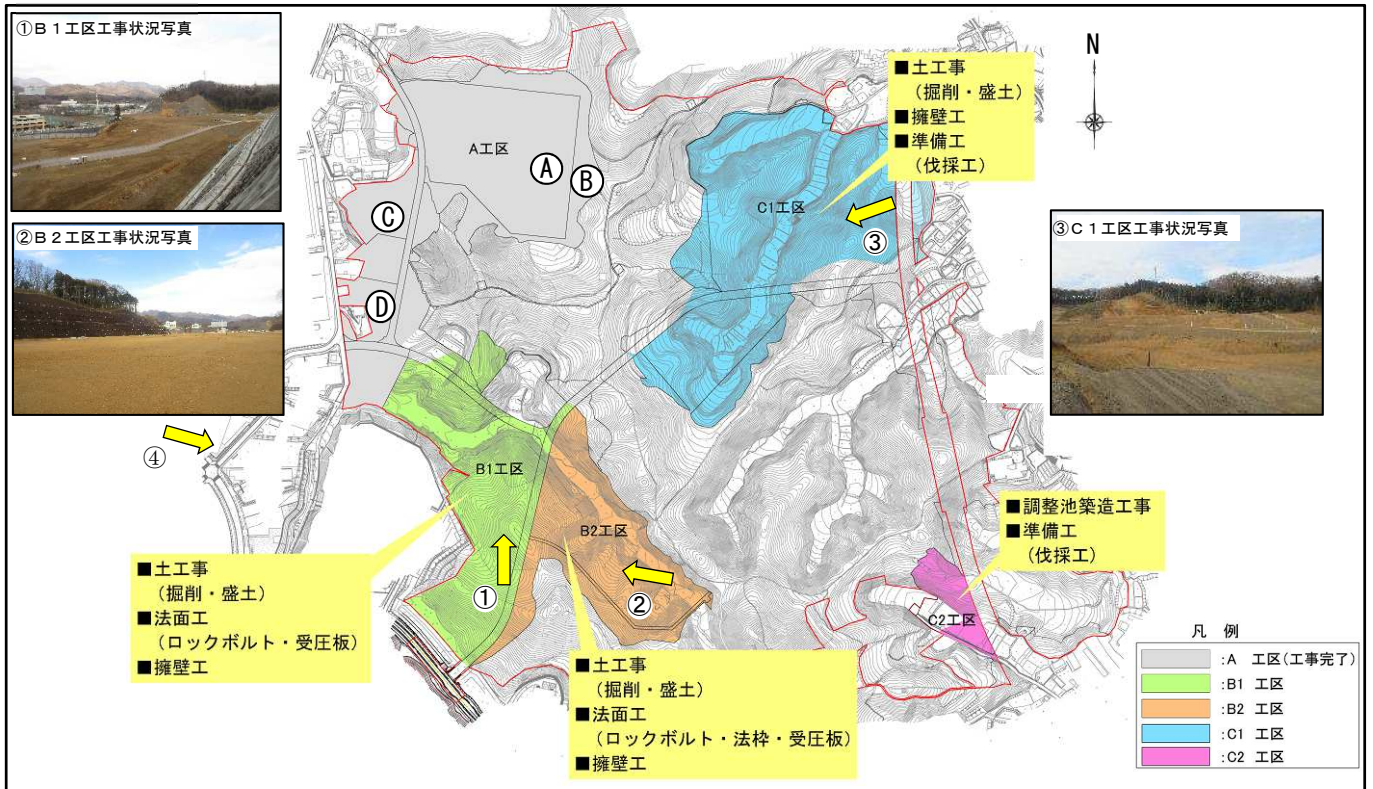 ①B1工区工事状況写真
②B2工区工事状況写真
③C1工区工事状況写真
N
■土工事
(掘削・盛土)
■擁壁工
■準備工
(伐採工)
A工区
Ⓐ
Ⓑ
Ⓒ
Ⓓ
C1工区
③
④
B1工区
B2工区
①
②
C2工区
■調整池築造工事
■準備工
(伐採工)
■土工事
(掘削・盛土)
■法面工
(ロックボルト・受圧板)
■擁壁工
■土工事
(掘削・盛土)
■法面工
(ロックボルト・法枠・受圧板)
■擁壁工
凡 例
:A 工区(工事完了)
:B1 工区
:B2 工区
:C1 工区
:C2 工区